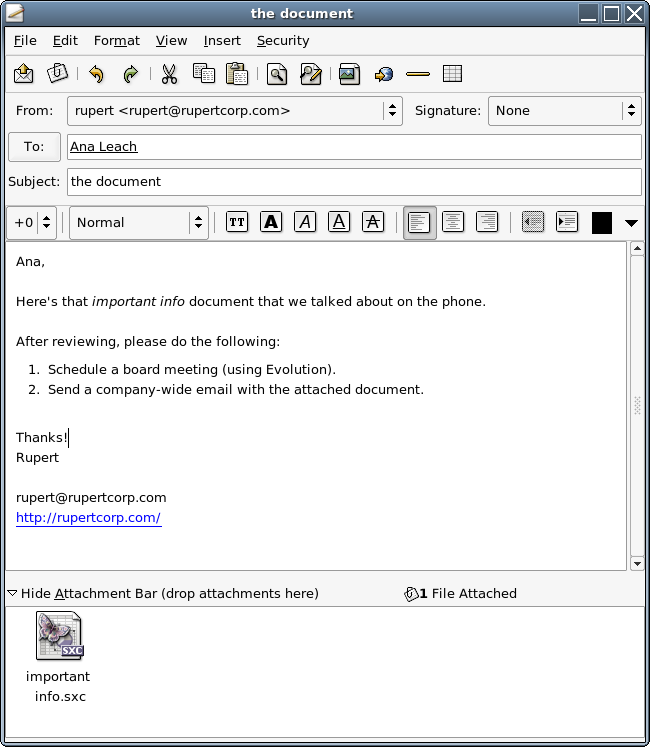 the document
File Edit Format View Insert Security
From: rupert <rupert@rupertcorp.com> Signature: None
To: Ana Leach
Subject: the document
+0 Normal TT A A A A
Ana,
Here's that important info document that we talked about on the phone.
After reviewing, please do the following:
1. Schedule a board meeting (using Evolution).
2. Send a company-wide email with the attached document.
Thanks!
Rupert
rupert@rupertcorp.com
http://rupertcorp.com/
Hide Attachment Bar (drop attachments here) 1 File Attached
SXC
important
info.sxc